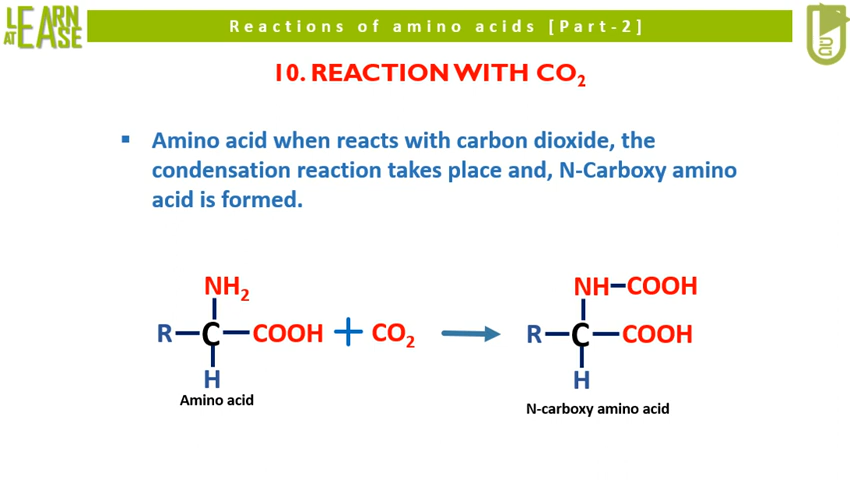 LEARN
AT EASE
Reactions of amino acids [Part-2]
10. REACTION WITH CO₂
▪ Amino acid when reacts with carbon dioxide, the
condensation reaction takes place and, N-Carboxy amino
acid is formed.
NH₂
R—C—COOH + CO₂
H
Amino acid
NH—COOH
R—C—COOH
H
N-carboxy amino acid